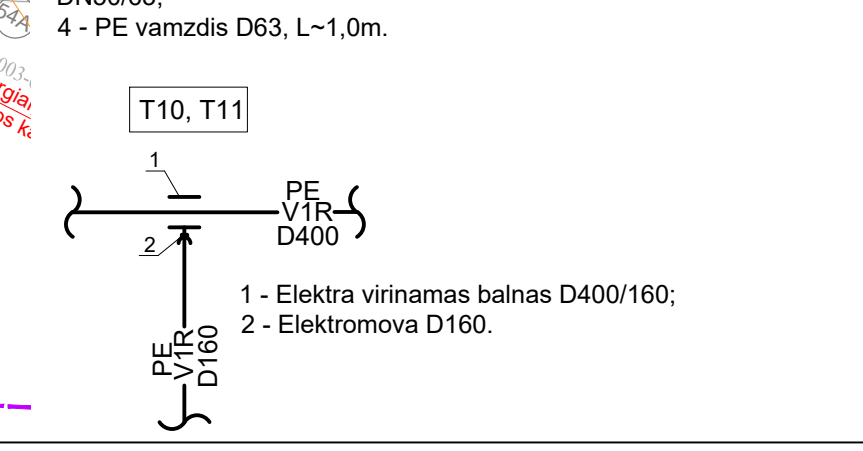 54A
4 - PE vamzdis D63, L~1,0m.
T10, T11
1
PE
V1R
D400
2
1 - Elektra virinamas balnas D400/160;
2 - Elektromova D160.
PE
V1R
D160